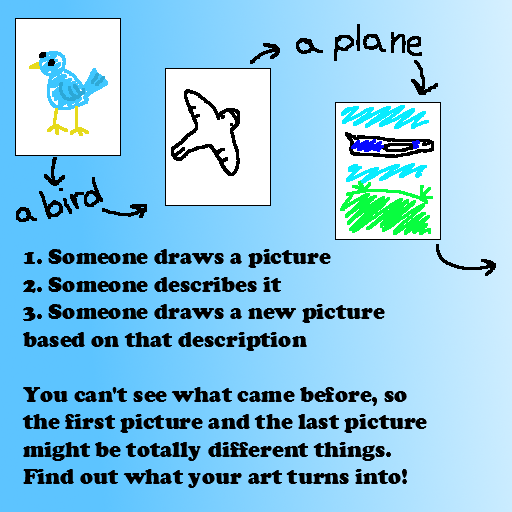 a plane
a bird
1. Someone draws a picture
2. Someone describes it
3. Someone draws a new picture
based on that description
You can't see what came before, so
the first picture and the last picture
might be totally different things.
Find out what your art turns into!